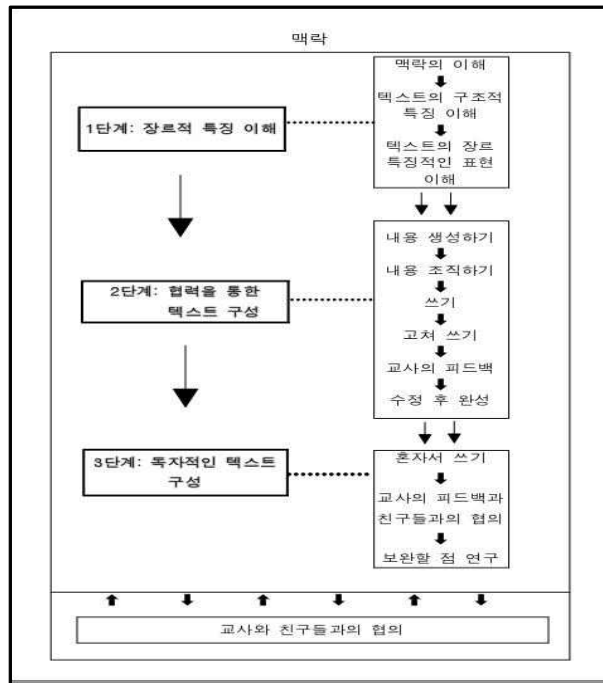 맥락
맥락의 이해
텍스트의 구조적
특징 이해
텍스트의 장르
특징적인 표현
이해
1단계: 장르적 특징 이해
내용 생성하기
내용 조직하기
쓰기
고쳐 쓰기
교사의 피드백
수정 후 완성
2단계: 협력을 통한
텍스트 구성
혼자서 쓰기
교사의 피드백과
친구들과의 협의
보완할 점 연구
3단계: 독자적인 텍스트
구성
교사와 친구들과의 협의